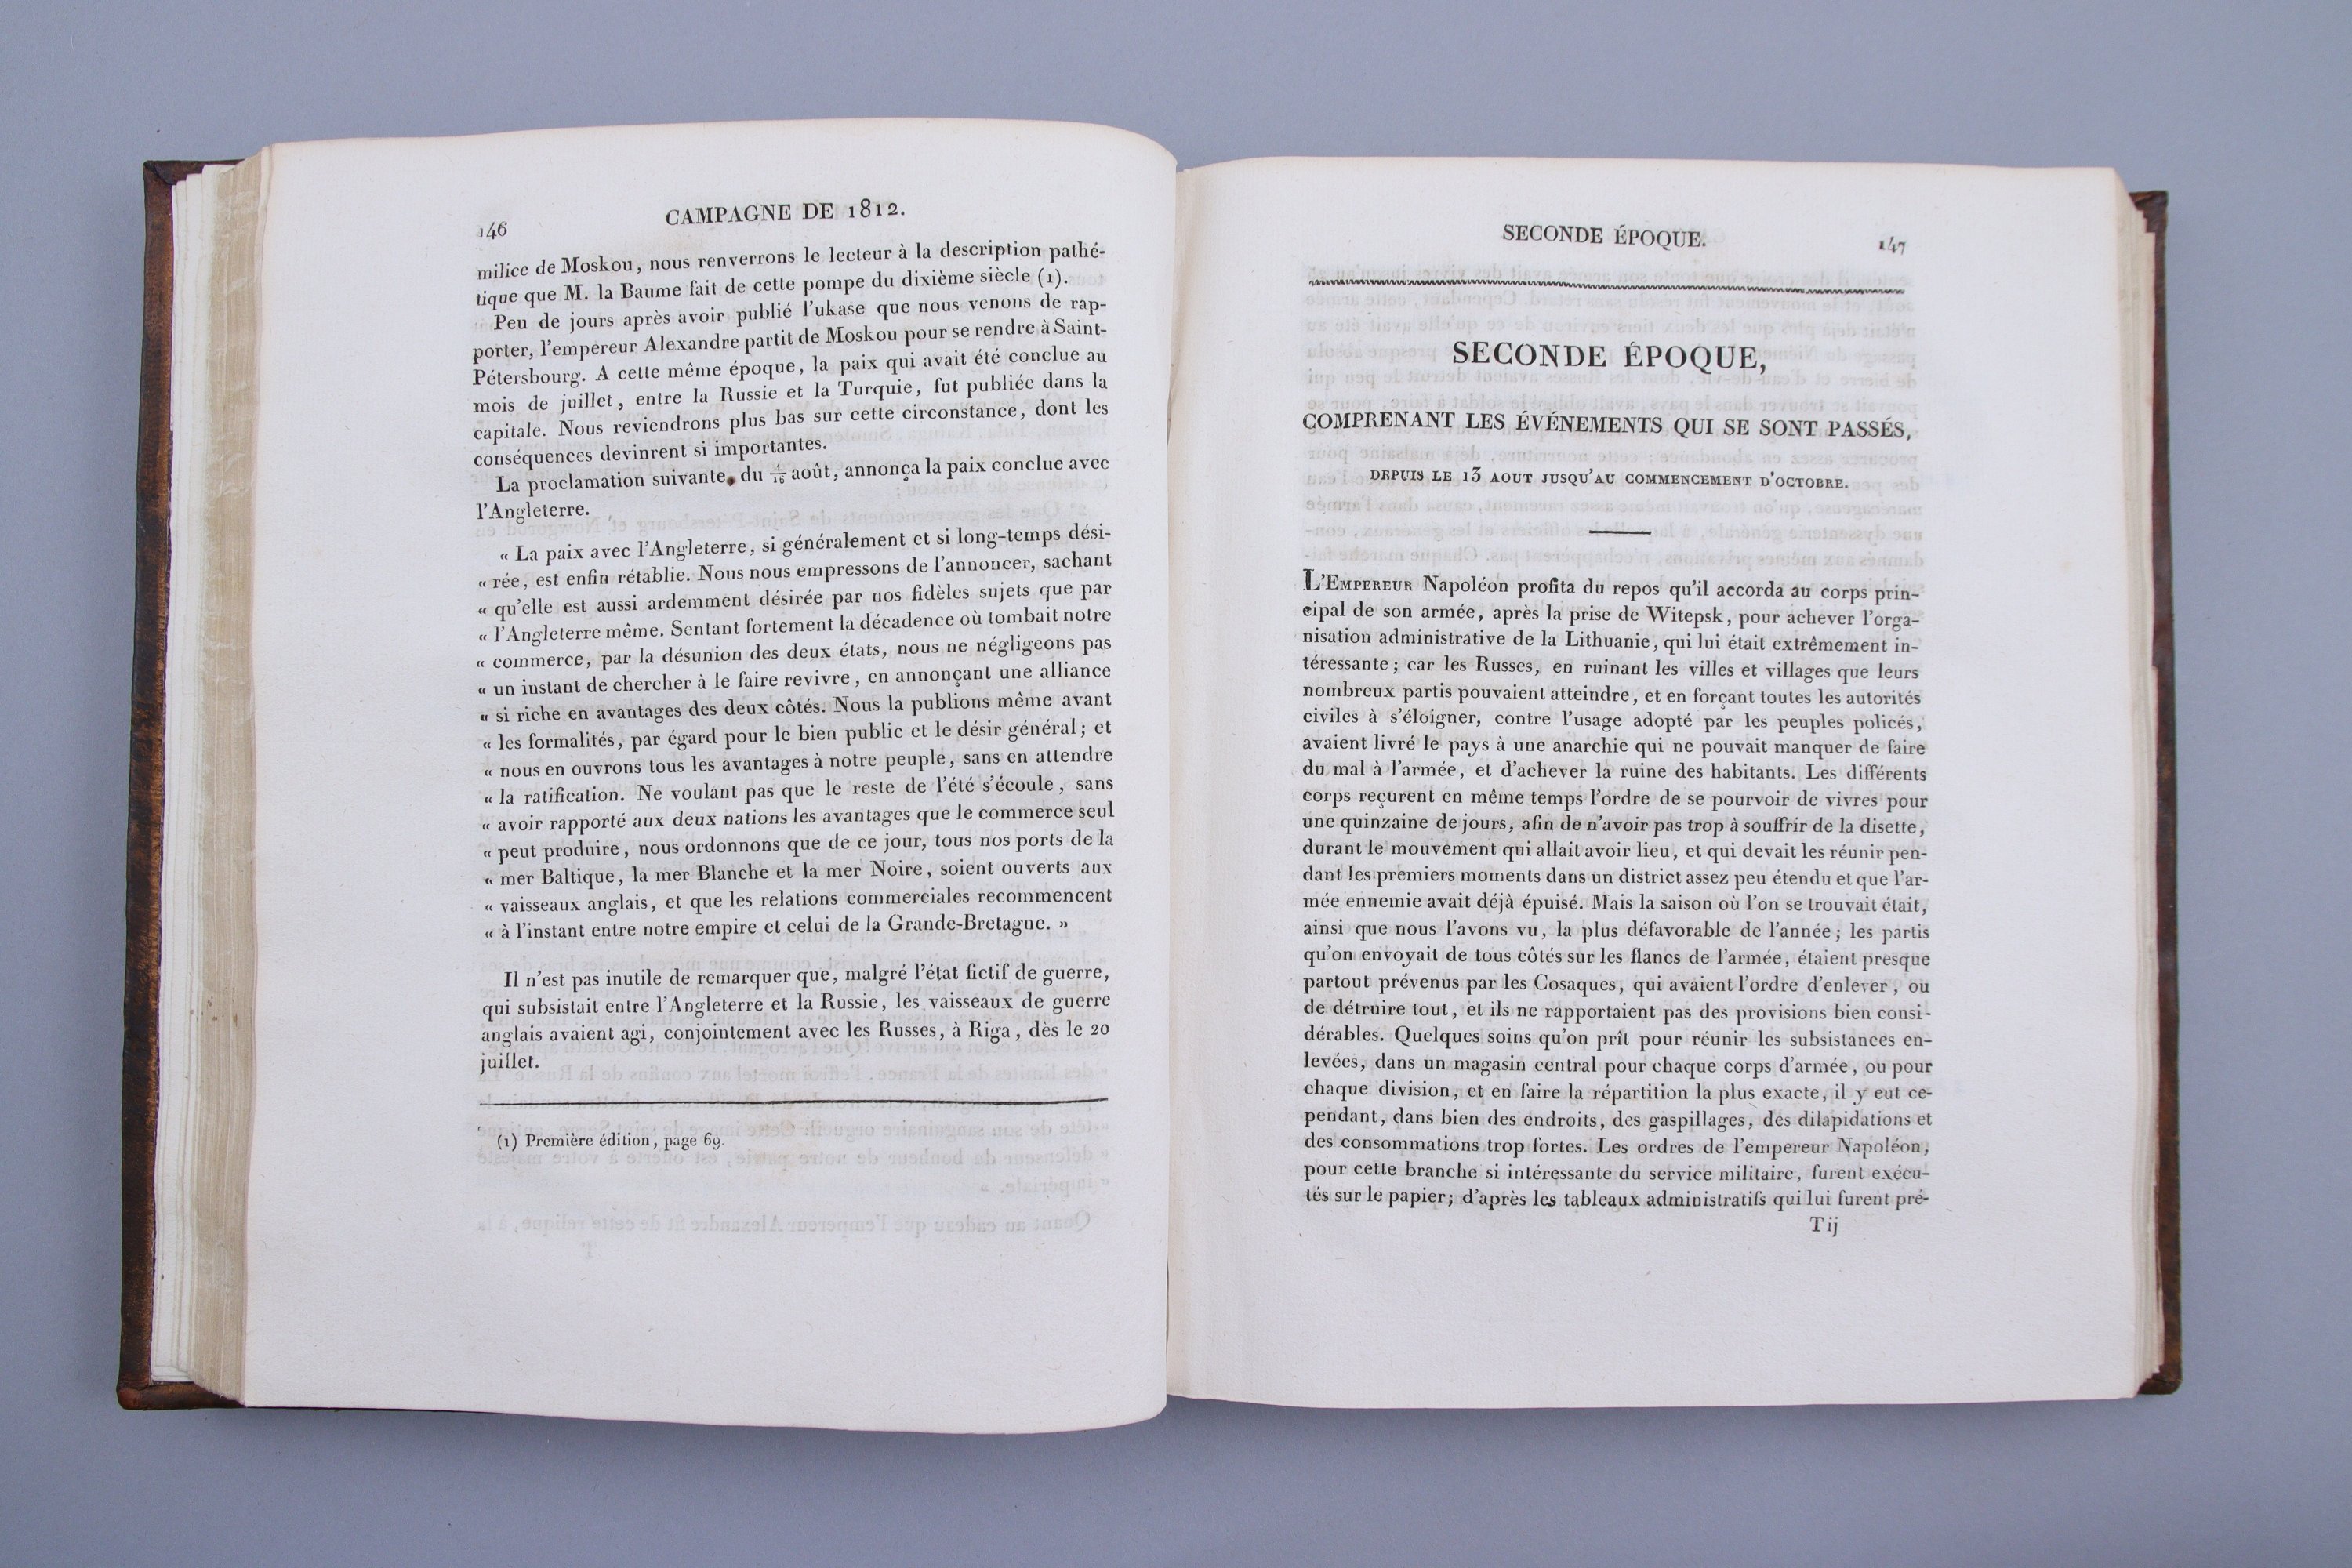 146
CAMPAGNE DE 1812.
milice de Moskou, nous renverrons le lecteur à la description pathé-
tique que M. la Baume fait de cette pompe du dixième siècle (1).
Peu de jours après avoir publié l'ukase que nous venons de rap-
porter, l'empereur Alexandre partit de Moskou pour se rendre à Saint-
Pétersbourg. A cette même époque, la paix qui avait été conclue au
mois de juillet, entre la Russie et la Turquie, fut publiée dans la
capitale. Nous reviendrons plus bas sur cette circonstance, dont les
conséquences devinrent si importantes.
La proclamation suivante, du 4/16 août, annonça la paix conclue avec
l'Angleterre.
« La paix avec l'Angleterre, si généralement et si long-temps dési-
« rée, est enfin rétablie. Nous nous empressons de l'annoncer, sachant
« qu'elle est aussi ardemment désirée par nos fidèles sujets que par
« l'Angleterre même. Sentant fortement la décadence où tombait notre
« commerce, par la désunion des deux états, nous ne négligeons pas
« un instant de chercher à le faire revivre, en annonçant une alliance
« si riche en avantages des deux côtés. Nous la publions même avant
« les formalités, par égard pour le bien public et le désir général; et
« nous en ouvrons tous les avantages à notre peuple, sans en attendre
« la ratification. Ne voulant pas que le reste de l'été s'écoule, sans
« avoir rapporté aux deux nations les avantages que le commerce seul
« peut produire, nous ordonnons que de ce jour, tous nos ports de la
« mer Baltique, la mer Blanche et la mer Noire, soient ouverts aux
« vaisseaux anglais, et que les relations commerciales recommencent
« à l'instant entre notre empire et celui de la Grande-Bretagne. »
Il n'est pas inutile de remarquer que, malgré l'état fictif de guerre,
qui subsistait entre l'Angleterre et la Russie, les vaisseaux de guerre
anglais avaient agi, conjointement avec les Russes, à Riga, dès le 20
juillet.
(1) Première édition, page 69.
SECONDE ÉPOQUE.
147
SECONDE ÉPOQUE,
COMPRENANT LES ÉVÉNEMENTS QUI SE SONT PASSÉS,
DEPUIS LE 13 AOUT JUSQU'AU COMMENCEMENT D'OCTOBRE.
L'EMPEREUR Napoléon profita du repos qu'il accorda au corps prin-
cipal de son armée, après la prise de Witepsk, pour achever l'orga-
nisation administrative de la Lithuanie, qui lui était extrêmement in-
téressante; car les Russes, en ruinant les villes et villages que leurs
nombreux partis pouvaient atteindre, et en forçant toutes les autorités
civiles à s'éloigner, contre l'usage adopté par les peuples policés,
avaient livré le pays à une anarchie qui ne pouvait manquer de faire
du mal à l'armée, et d'achever la ruine des habitants. Les différents
corps reçurent en même temps l'ordre de se pourvoir de vivres pour
une quinzaine de jours, afin de n'avoir pas trop à souffrir de la disette,
durant le mouvement qui allait avoir lieu, et qui devait les réunir pen-
dant les premiers moments dans un district assez peu étendu et que l'ar-
mée ennemie avait déjà épuisé. Mais la saison où l'on se trouvait était,
ainsi que nous l'avons vu, la plus défavorable de l'année; les partis
qu'on envoyait de tous côtés sur les flancs de l'armée, étaient presque
partout prévenus par les Cosaques, qui avaient l'ordre d'enlever, ou
de détruire tout, et ils ne rapportaient pas des provisions bien consi-
dérables. Quelques soins qu'on prît pour réunir les subsistances en-
levées, dans un magasin central pour chaque corps d'armée, ou pour
chaque division, et en faire la répartition la plus exacte, il y eut ce-
pendant, dans bien des endroits, des gaspillages, des dilapidations et
des consommations trop fortes. Les ordres de l'empereur Napoléon,
pour cette branche si intéressante du service militaire, furent exécu-
tés sur le papier; d'après les tableaux administratifs qui lui furent pré-
Tij